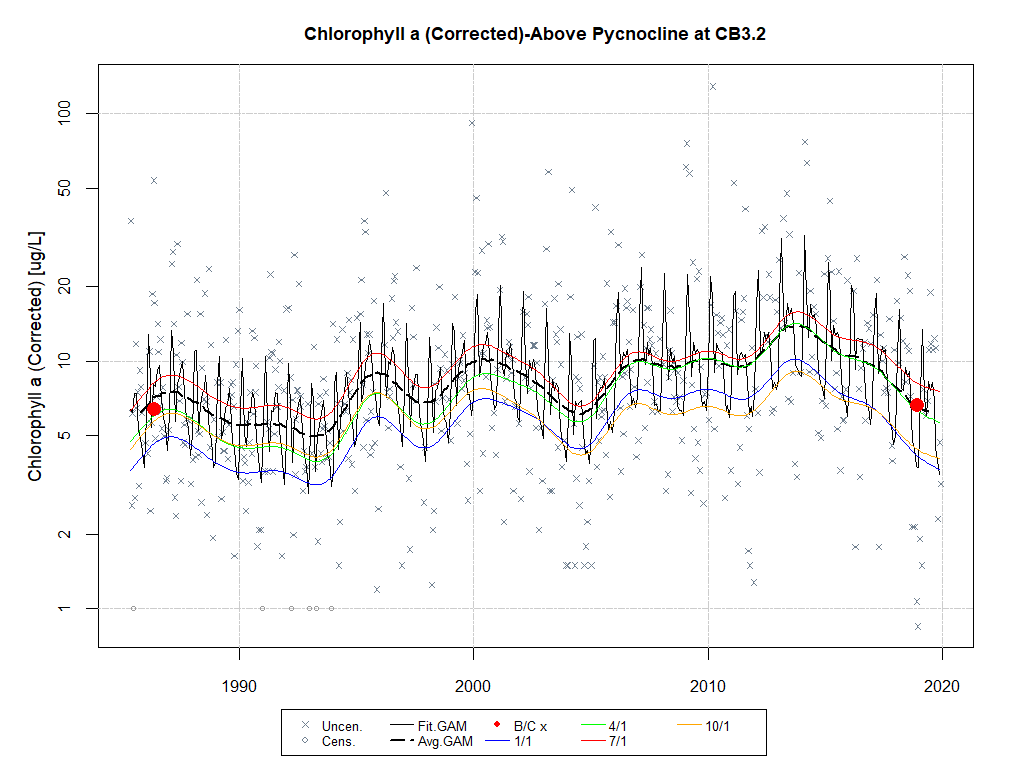 Chlorophyll a (Corrected)-Above Pycnocline at CB3.2
Chlorophyll a (Corrected) [ug/L]
100
50
20
10
5
2
1
1990 2000 2010 2020
Uncen. Fit.GAM B/C x 4/1 10/1
Cens. Avg.GAM 1/1 7/1